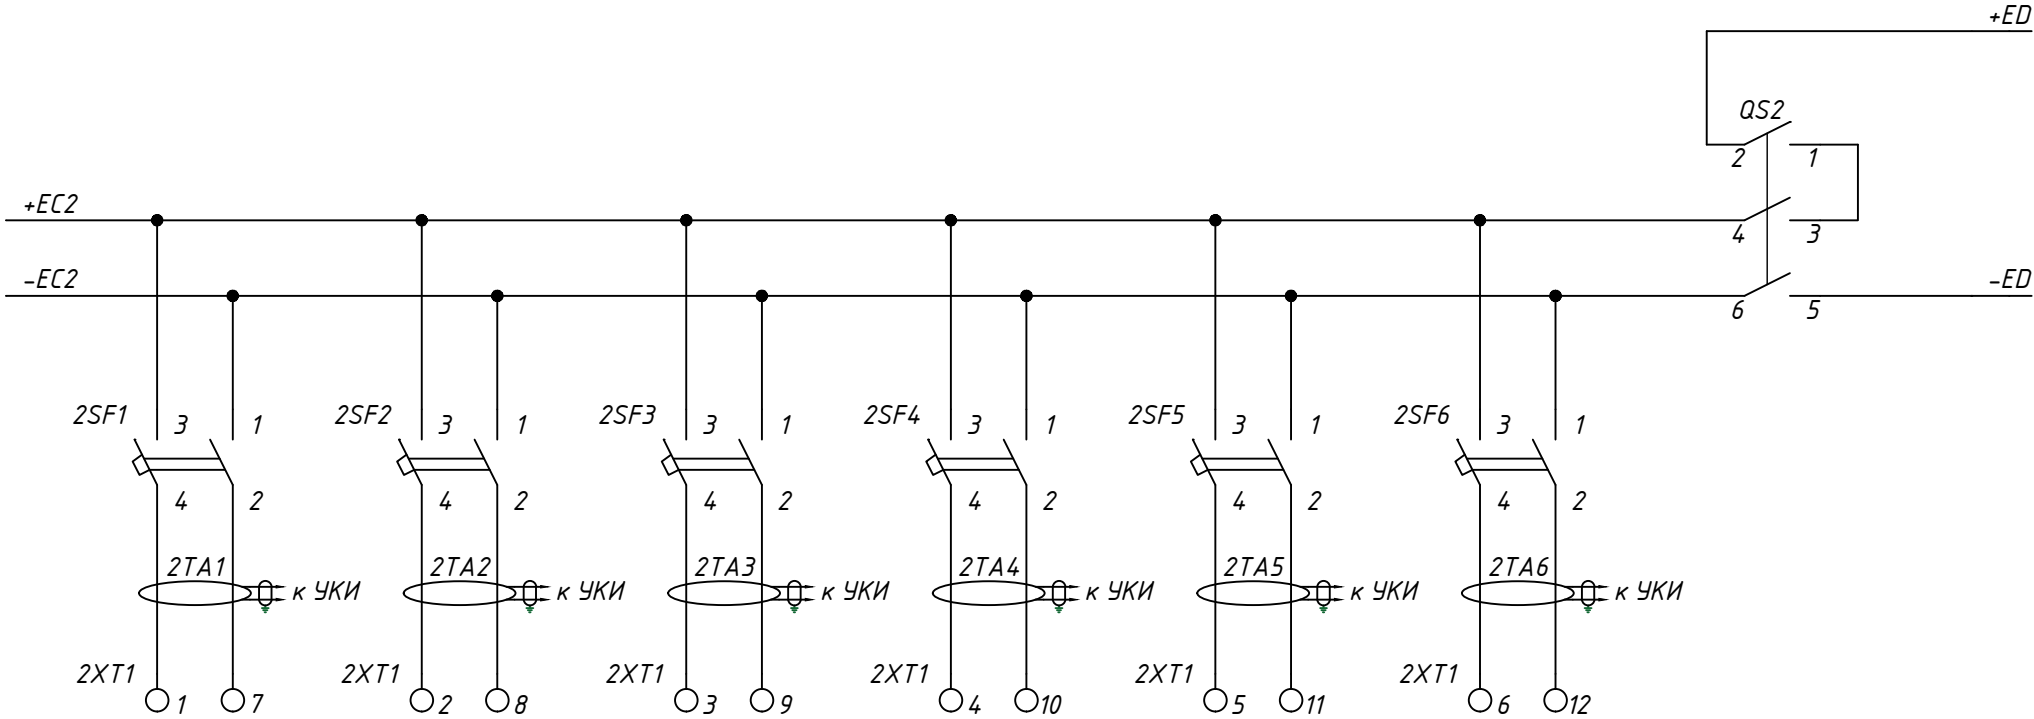 +ED
QS2
2 1
+EC2
4 3
-EC2 -ED
6 5
2SF1 3 1 2SF2 3 1 2SF3 3 1 2SF4 3 1 2SF5 3 1 2SF6 3 1
4 2 4 2 4 2 4 2 4 2 4 2
2TA1 2TA2 2TA3 2TA4 2TA5 2TA6
к УКИ к УКИ к УКИ к УКИ к УКИ к УКИ
2XT1 2XT1 2XT1 2XT1 2XT1 2XT1
1 7 2 8 3 9 4 10 5 11 6 12